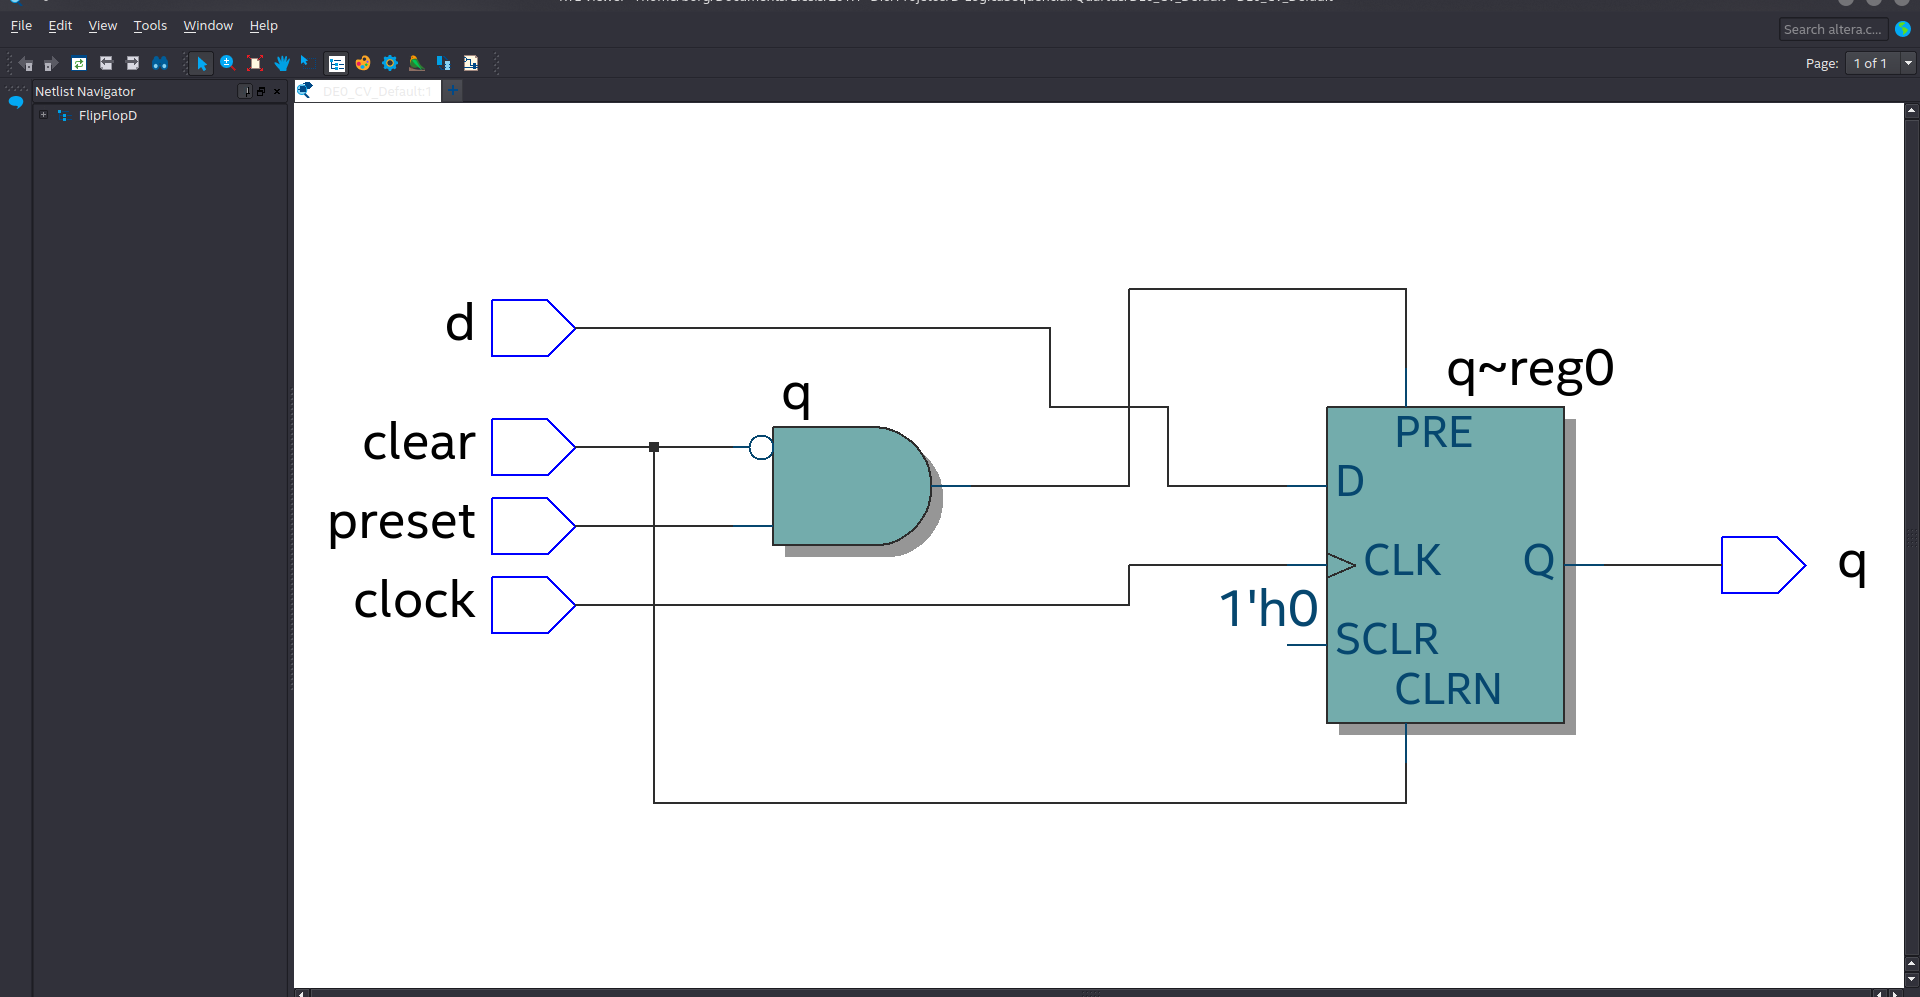 File Edit View Tools Window Help
Search altera.c...
Page: 1 of 1
Netlist Navigator
DE0_CV_Default:1
FlipFlopD
d
clear
preset
clock
q
q~reg0
PRE
D
CLK
Q
1'h0
SCLR
CLRN
q